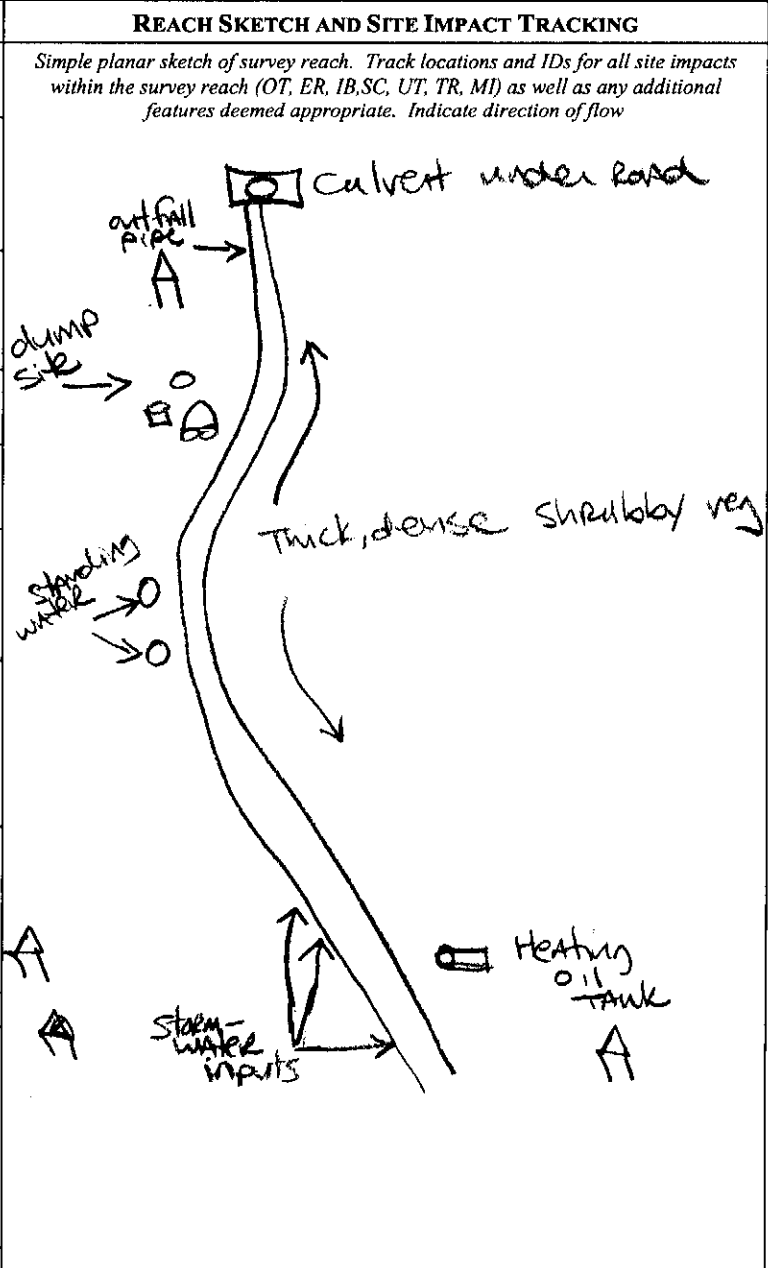 REACH SKETCH AND SITE IMPACT TRACKING
Simple planar sketch of survey reach. Track locations and IDs for all site impacts
within the survey reach (OT, ER, IB,SC, UT, TR, MI) as well as any additional
features deemed appropriate. Indicate direction of flow
Culvert under Road
outfall
pipe
dump
site
Thick, dense shrubby veg
standing
water
Heating
oil
TANK
STORM-
WATER
inputs